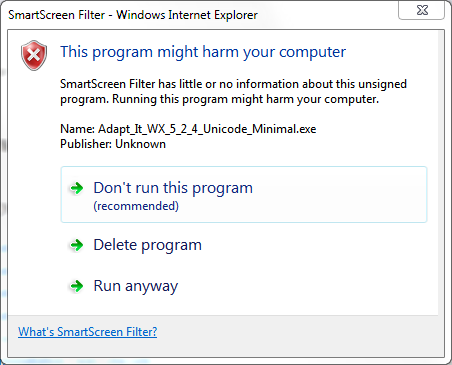 SmartScreen Filter - Windows Internet Explorer
This program might harm your computer
SmartScreen Filter has little or no information about this unsigned
program. Running this program might harm your computer.
Name: Adapt_It_WX_5_2_4_Unicode_Minimal.exe
Publisher: Unknown
Don't run this program
(recommended)
Delete program
Run anyway
What's SmartScreen Filter?